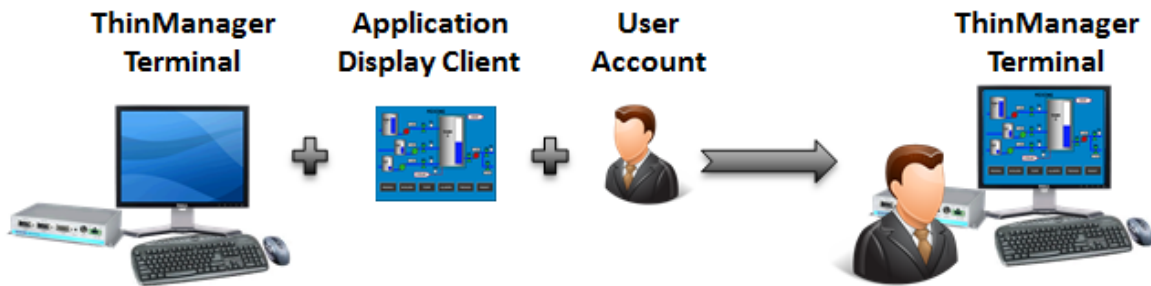 ThinManager
Terminal
Application
Display Client
User
Account
ThinManager
Terminal